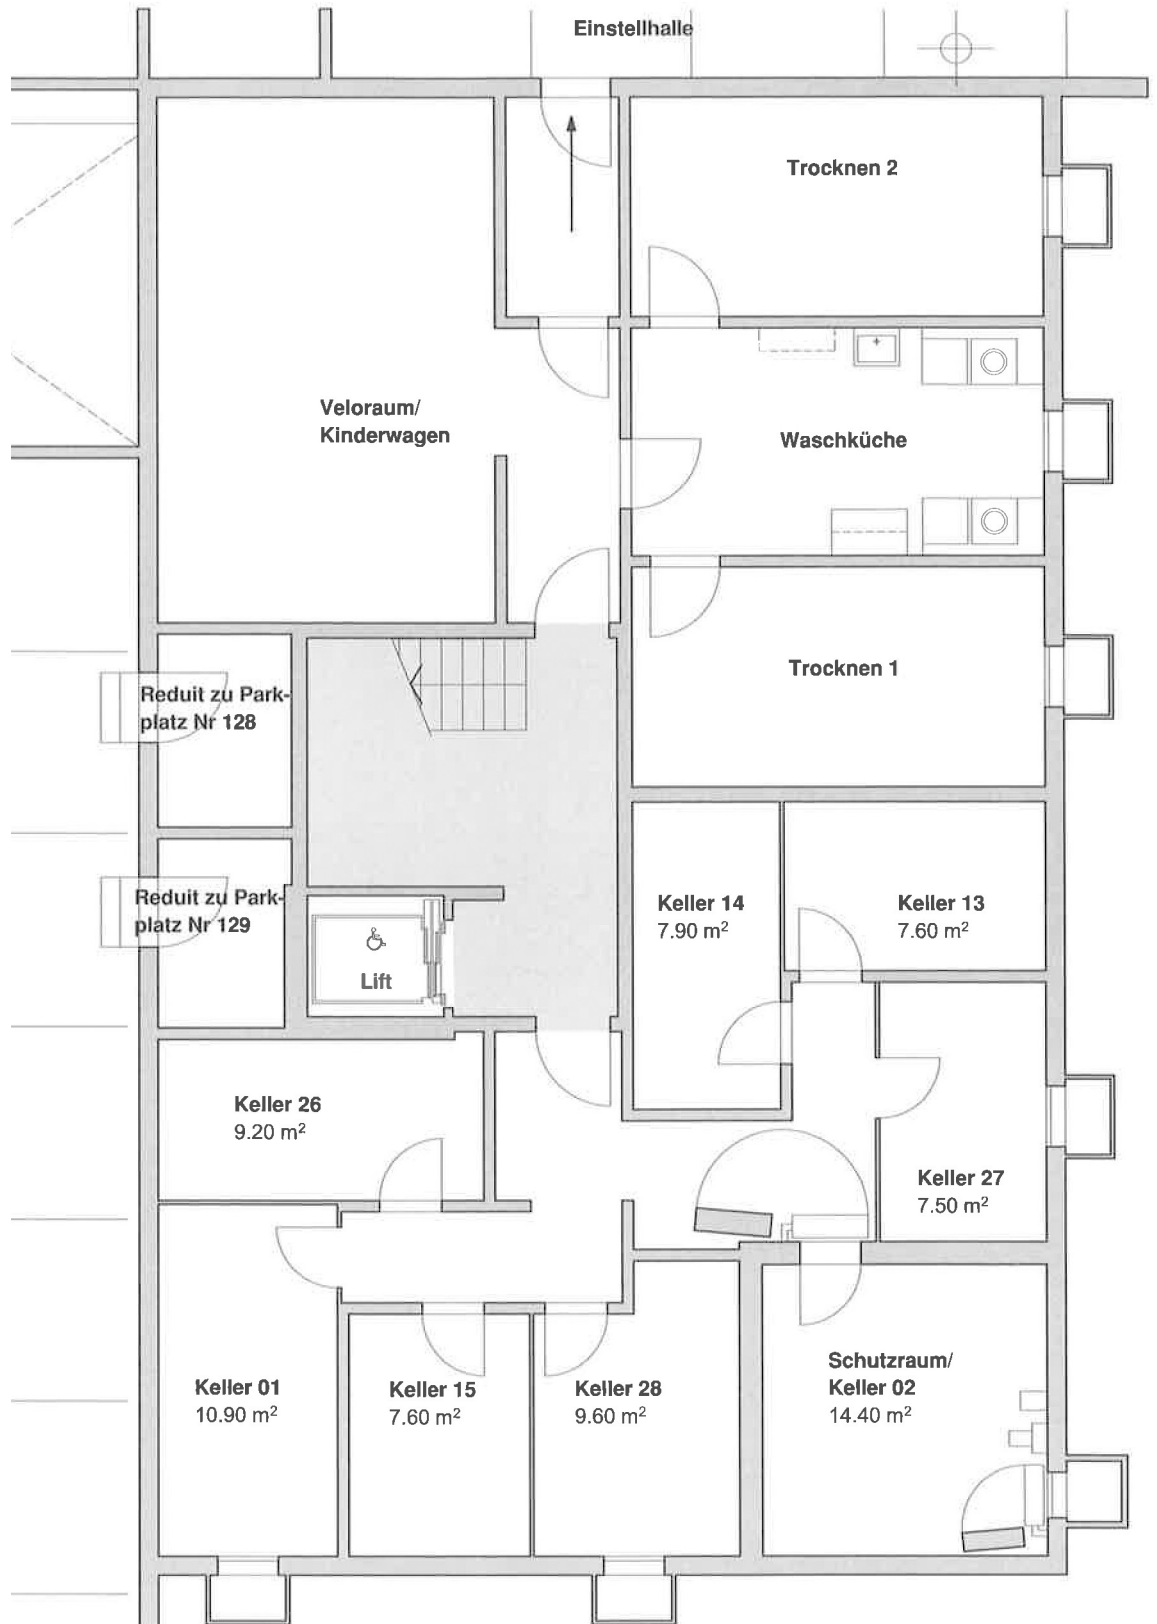 Einstellhalle
Trocknen 2
Veloraum/
Kinderwagen
Waschküche
Trocknen 1
Reduit zu Park-
platz Nr 128
Reduit zu Park-
platz Nr 129
Lift
Keller 14
7.90 m²
Keller 13
7.60 m²
Keller 26
9.20 m²
Keller 27
7.50 m²
Keller 01
10.90 m²
Keller 15
7.60 m²
Keller 28
9.60 m²
Schutzraum/
Keller 02
14.40 m²